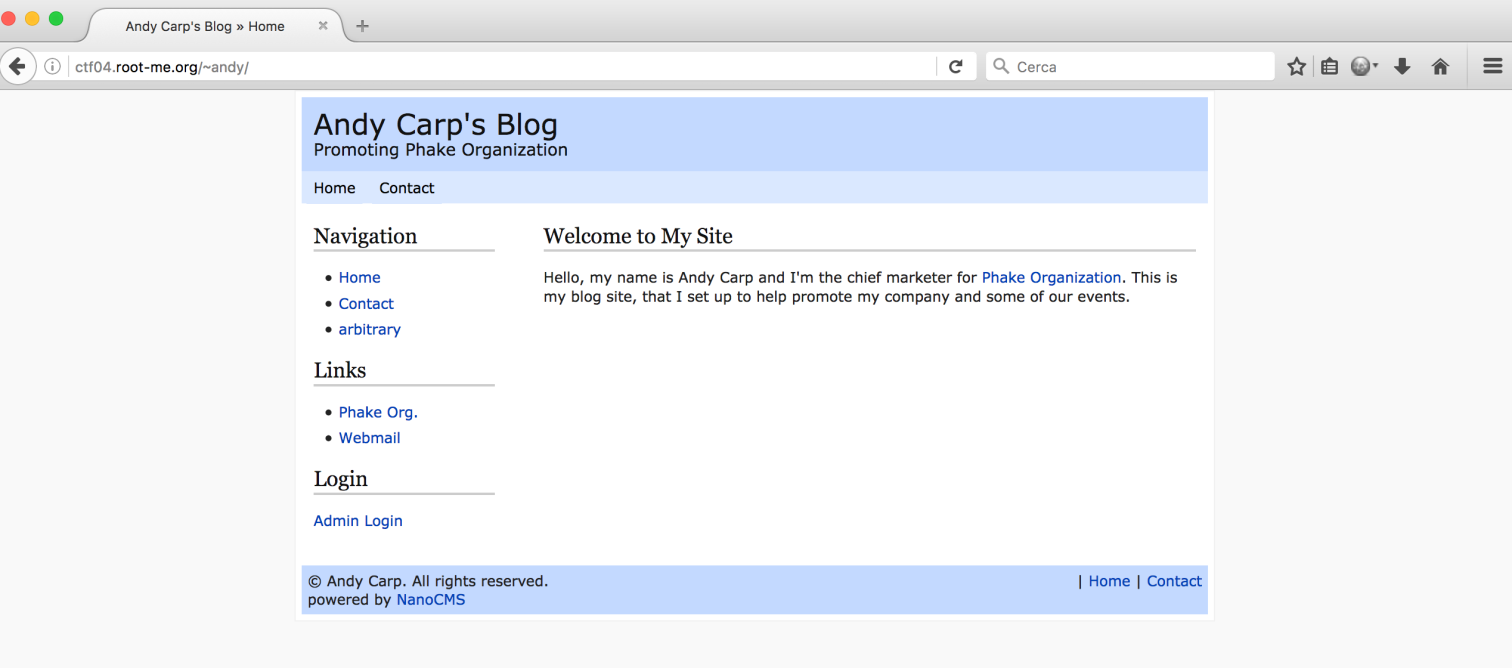 Andy Carp's Blog » Home
ctf04.root-me.org/~andy/
Cerca
Andy Carp's Blog
Promoting Phake Organization
Home Contact
Navigation
Home
Contact
arbitrary
Links
Phake Org.
Webmail
Login
Admin Login
Welcome to My Site
Hello, my name is Andy Carp and I'm the chief marketer for Phake Organization. This is
my blog site, that I set up to help promote my company and some of our events.
© Andy Carp. All rights reserved.
powered by NanoCMS
| Home | Contact